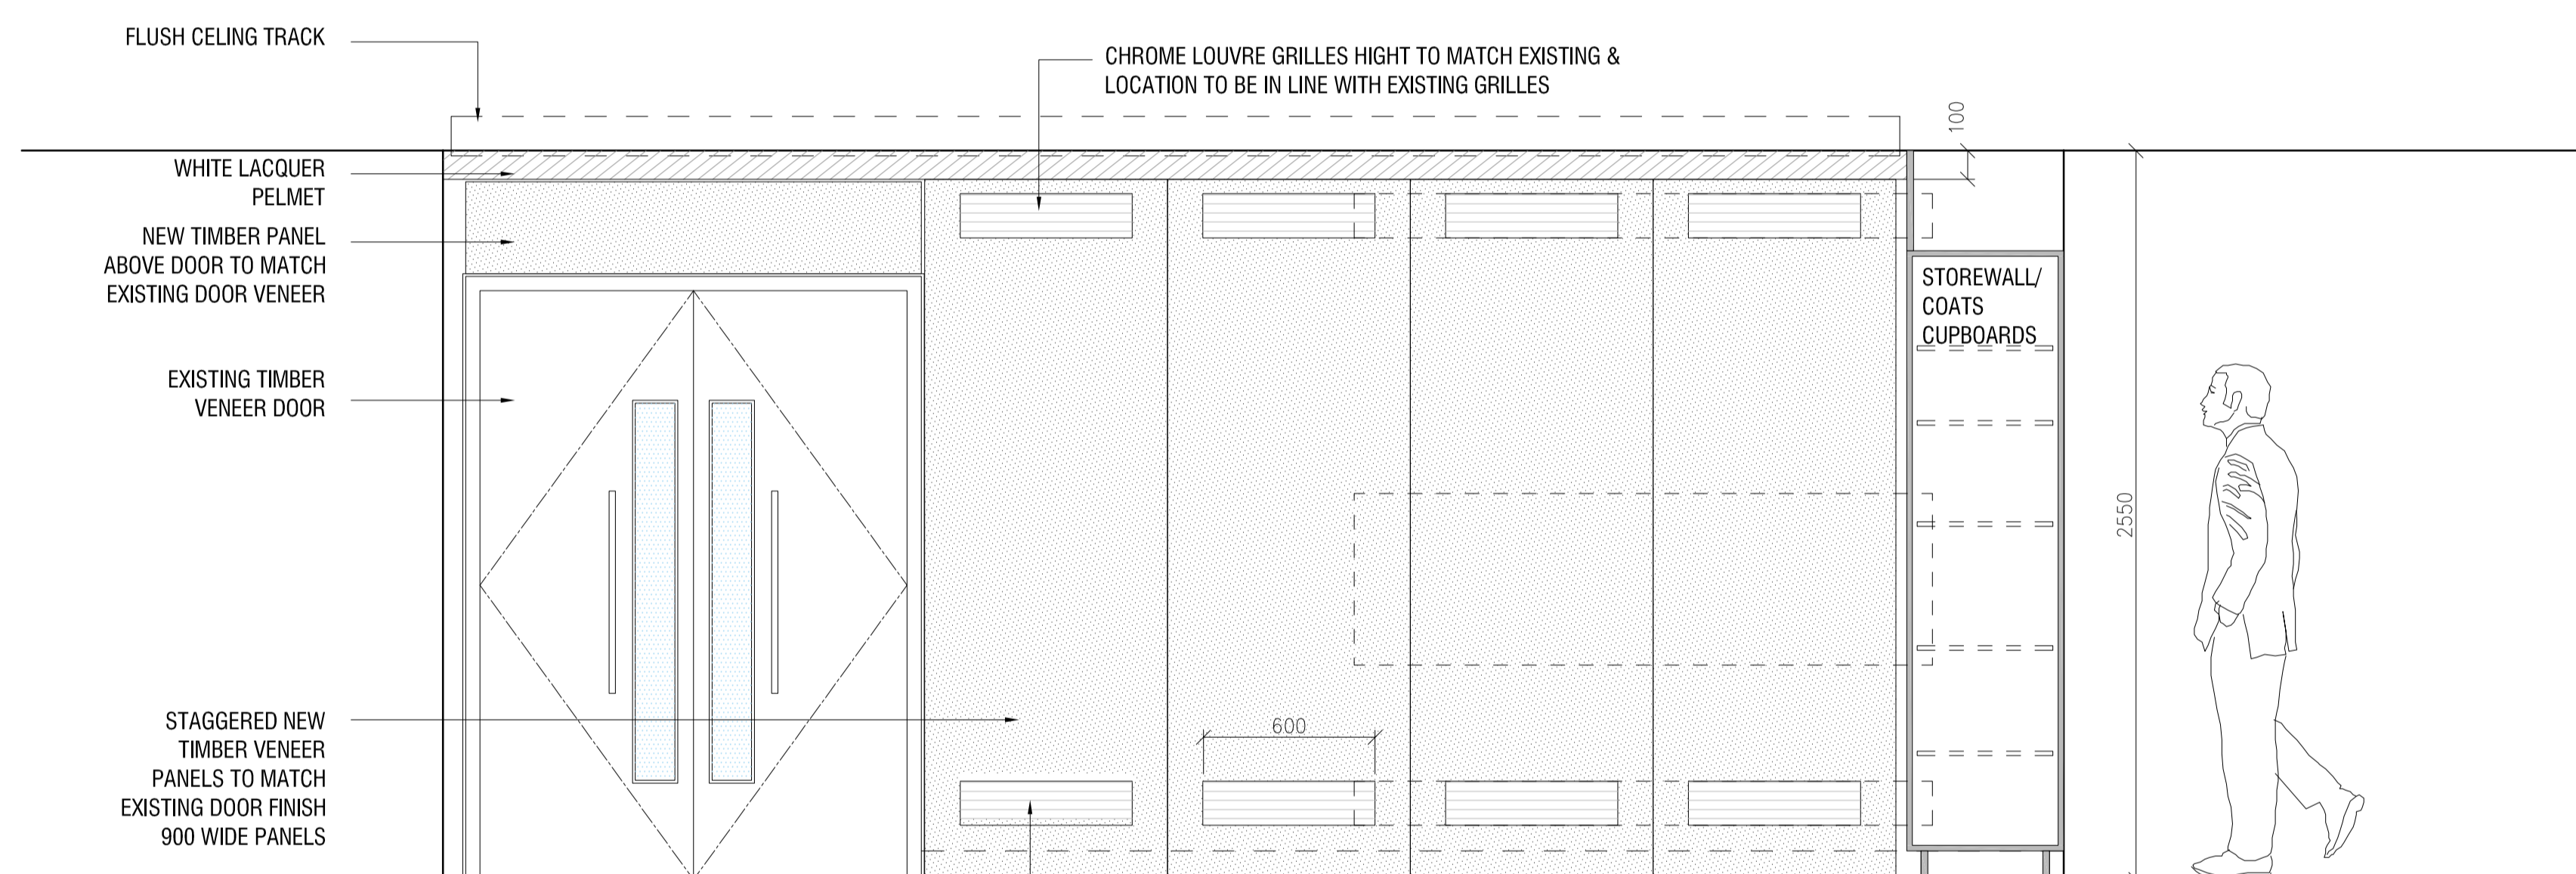 FLUSH CELING TRACK
CHROME LOUVRE GRILLES HIGHT TO MATCH EXISTING &
LOCATION TO BE IN LINE WITH EXISTING GRILLES
100
WHITE LACQUER
PELMET
NEW TIMBER PANEL
ABOVE DOOR TO MATCH
EXISTING DOOR VENEER
STOREWALL/
COATS
CUPBOARDS
EXISTING TIMBER
VENEER DOOR
2550
STAGGERED NEW
TIMBER VENEER
PANELS TO MATCH
EXISTING DOOR FINISH
900 WIDE PANELS
600